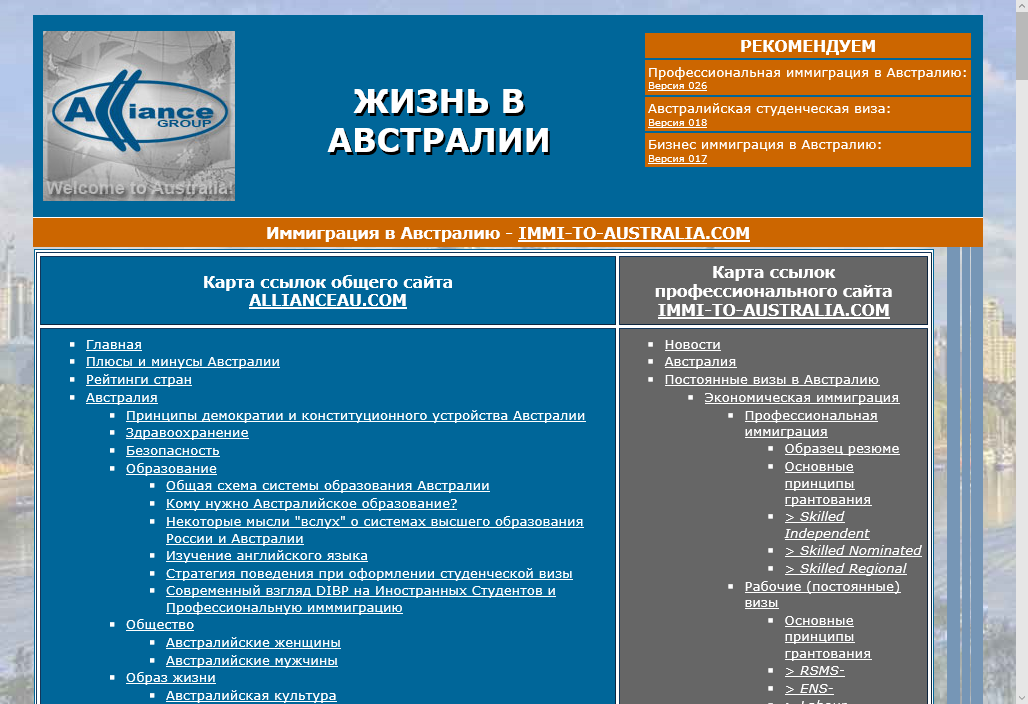 Alliance
GROUP
Welcome to Australia!
ЖИЗНЬ В
АВСТРАЛИИ
РЕКОМЕНДУЕМ
Профессиональная иммиграция в Австралию:
Версия 026
Австралийская студенческая виза:
Версия 018
Бизнес иммиграция в Австралию:
Версия 017
Иммиграция в Австралию - IMMI-TO-AUSTRALIA.COM
Карта ссылок общего сайта
ALLIANCEAU.COM
Главная
Плюсы и минусы Австралии
Рейтинги стран
Австралия
Принципы демократии и конституционного устройства Австралии
Здравоохранение
Безопасность
Образование
Общая схема системы образования Австралии
Кому нужно Австралийское образование?
Некоторые мысли "вслух" о системах высшего образования
России и Австралии
Изучение английского языка
Стратегия поведения при оформлении студенческой визы
Современный взгляд DIBP на Иностранных Студентов и
Профессиональную имммиграцию
Общество
Австралийские женщины
Австралийские мужчины
Образ жизни
Австралийская культура
Карта ссылок
профессионального сайта
IMMI-TO-AUSTRALIA.COM
Новости
Австралия
Постоянные визы в Австралию
Экономическая иммиграция
Профессиональная
иммиграция
Образец резюме
Основные
принципы
грантования
> Skilled
Independent
> Skilled Nominated
> Skilled Regional
Рабочие (постоянные)
визы
Основные
принципы
грантования
> RSMS-
> ENS-
> Labour